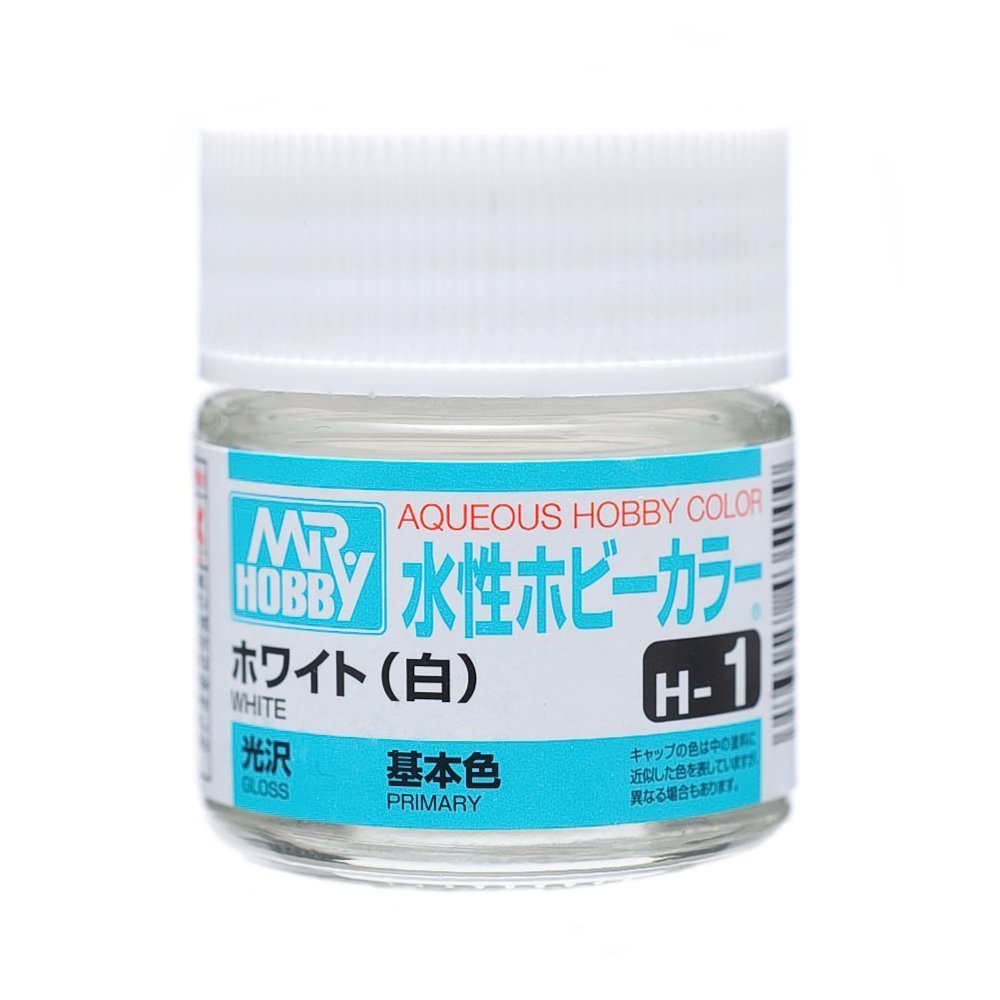 AQUEOUS HOBBY COLOR
MR.
HOBBY
水性ホビーカラー®
ホワイト(白)
WHITE
H-1
光沢
GLOSS
基本色
PRIMARY
キャップの色は中の塗料に
近似した色を表していますが、
異なる場合もあります。